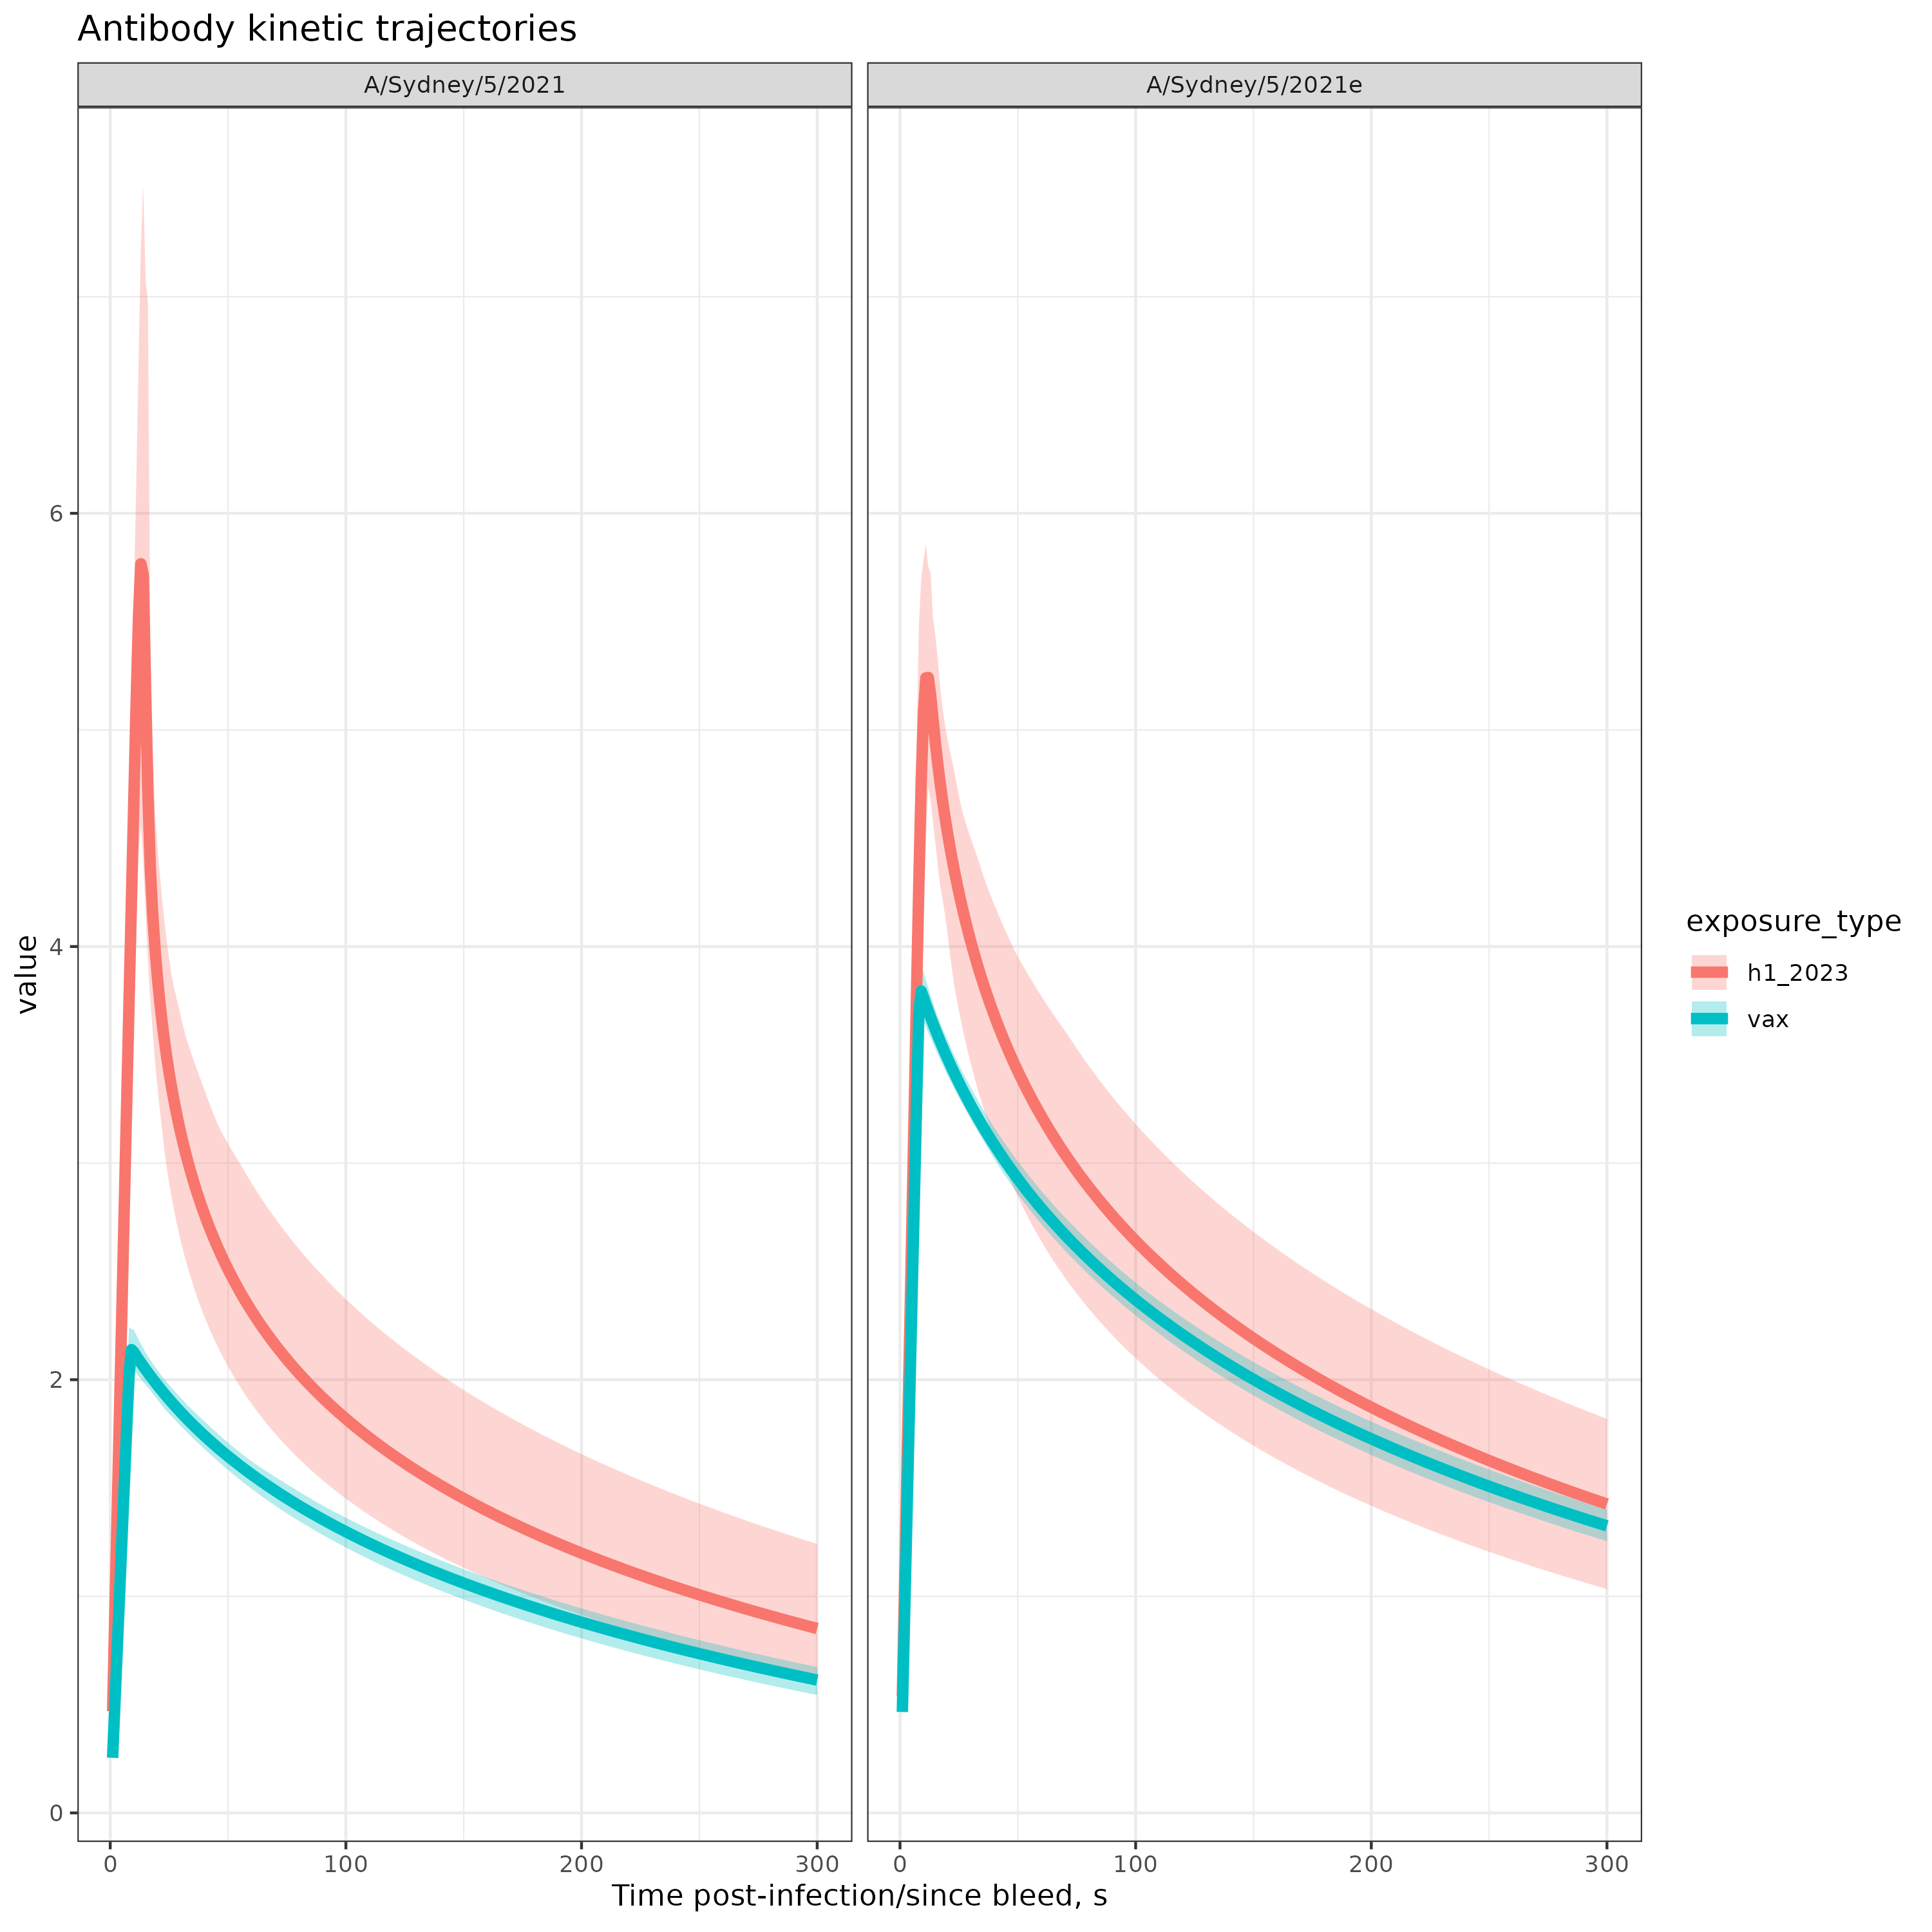 Antibody kinetic trajectories
A/Sydney/5/2021
A/Sydney/5/2021e
value
6
4
2
0
0
100
200
300
0
100
200
300
Time post-infection/since bleed, s
exposure_type
h1_2023
vax